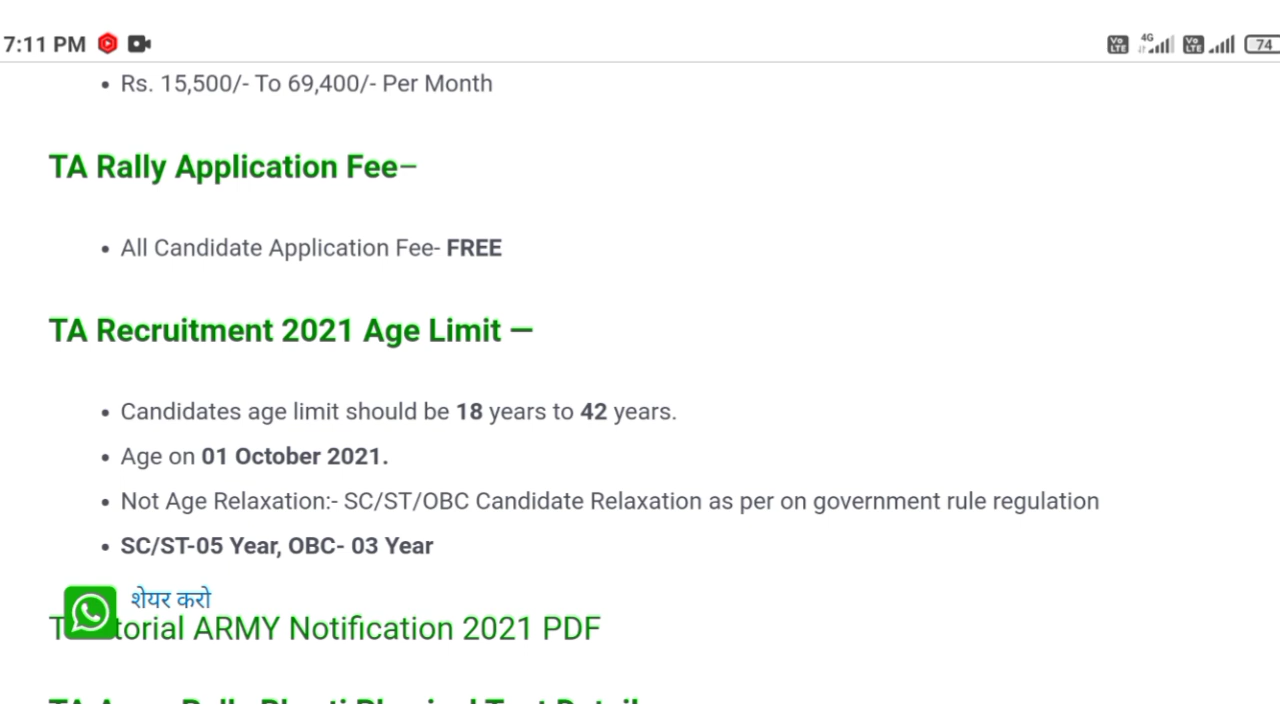 7:11 PM
4G
74
Rs. 15,500/- To 69,400/- Per Month
TA Rally Application Fee–
All Candidate Application Fee- FREE
TA Recruitment 2021 Age Limit —
Candidates age limit should be 18 years to 42 years.
Age on 01 October 2021.
Not Age Relaxation:- SC/ST/OBC Candidate Relaxation as per on government rule regulation
SC/ST-05 Year, OBC- 03 Year
शेयर करो
ARMY Notification 2021 PDF